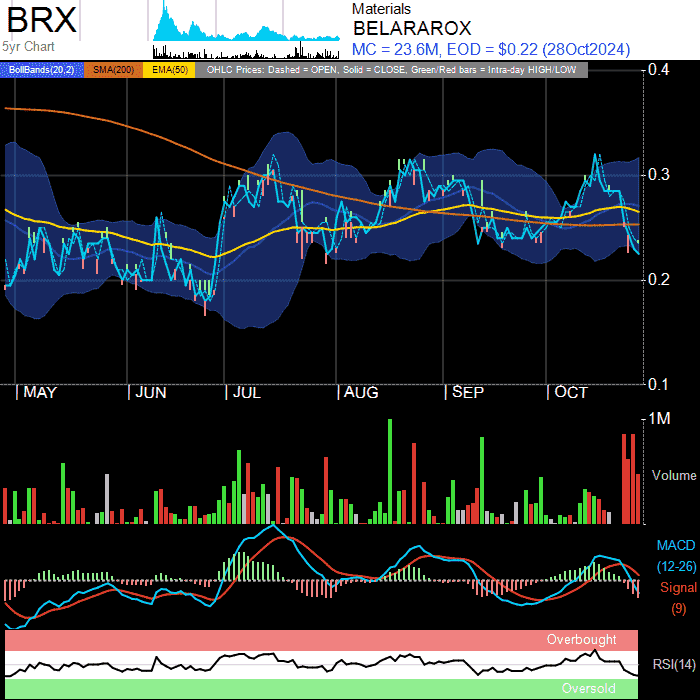 BRX
5yr Chart
Materials
BELARAROX
MC = 23.6M, EOD = $0.22 (28Oct2024)
BollBands(20,2) SMA(200) EMA(50) OHLC Prices: Dashed = OPEN, Solid = CLOSE, Green/Red bars = Intra-day HIGH/LOW
0.4
0.3
0.2
0.1
| MAY | JUN | JUL | AUG | SEP | OCT
1M
Volume
MACD
(12-26)
Signal
(9)
Overbought
RSI(14)
Oversold